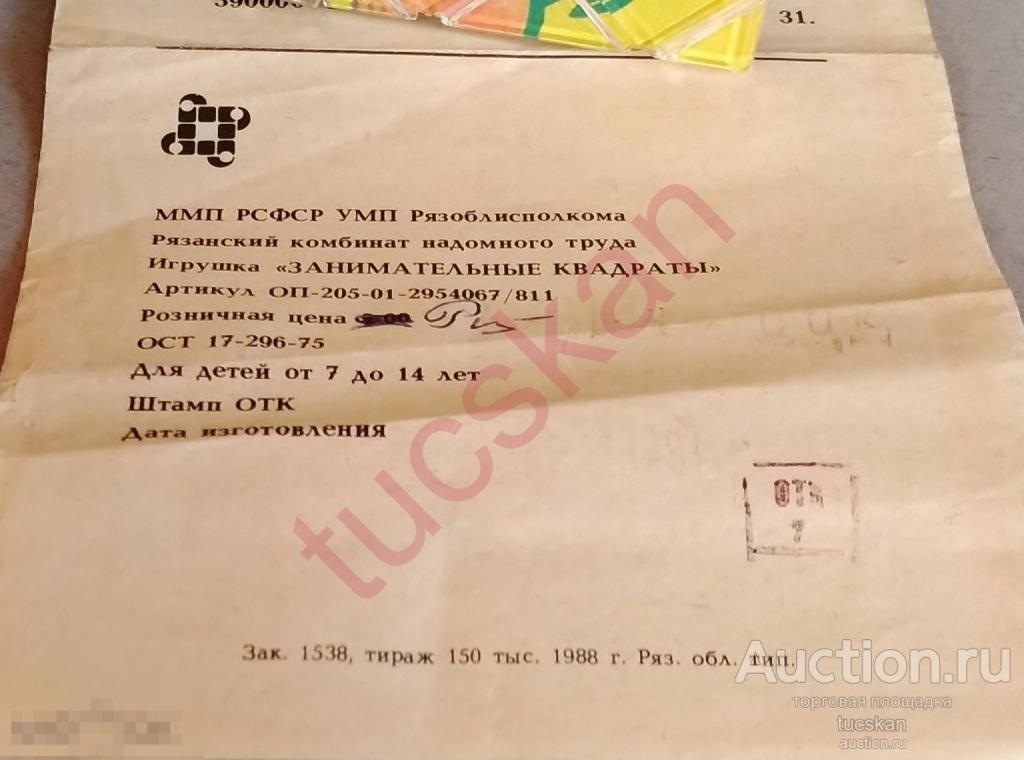 31.
ММП РСФСР УМП Рязоблисполкома
Рязанский комбинат надомного труда
Игрушка «ЗАНИМАТЕЛЬНЫЕ КВАДРАТЫ»
Артикул ОП-205-01-2954067/811
Розничная цена
ОСТ 17-296-75
Для детей от 7 до 14 лет
Штамп ОТК
Дата изготовления
ОТК
7
Зак. 1538, тираж 150 тыс. 1988 г. Ряз. обл. тип.
tucskan
Auction.ru
торговая площадка
tucskan
auction.ru